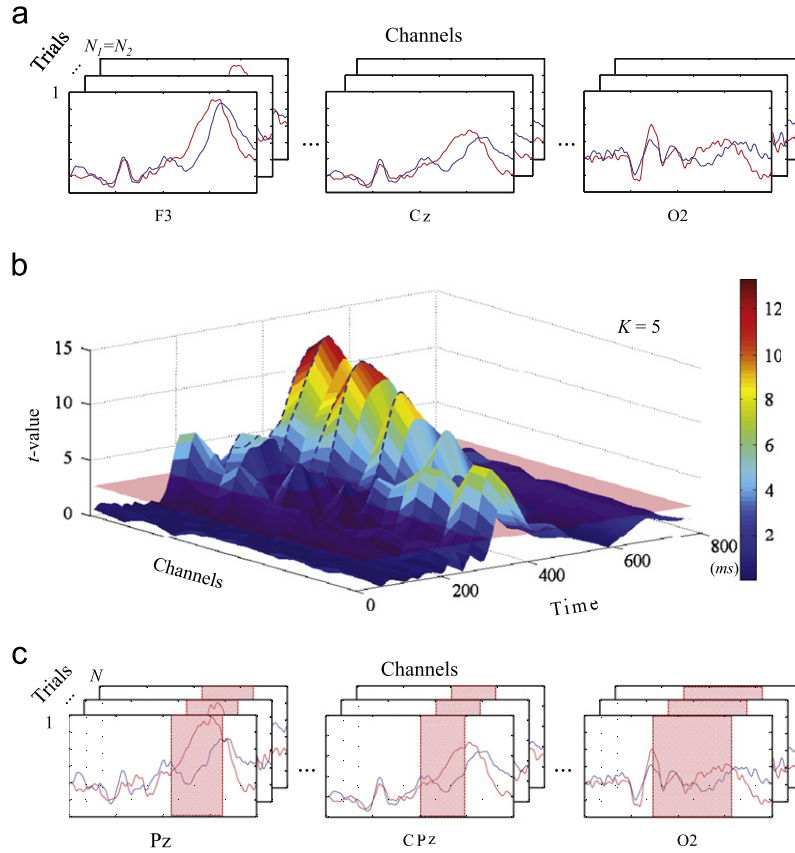 a
Trials
... N₁=N₂
Channels
1
...
...
F3
Cz
O2
b
K = 5
15
10
5
0
t-value
Channels
0
200
400
600
800
(ms)
Time
12
10
8
6
4
2
c
Trials
... N
Channels
1
...
...
Pz
CPz
O2